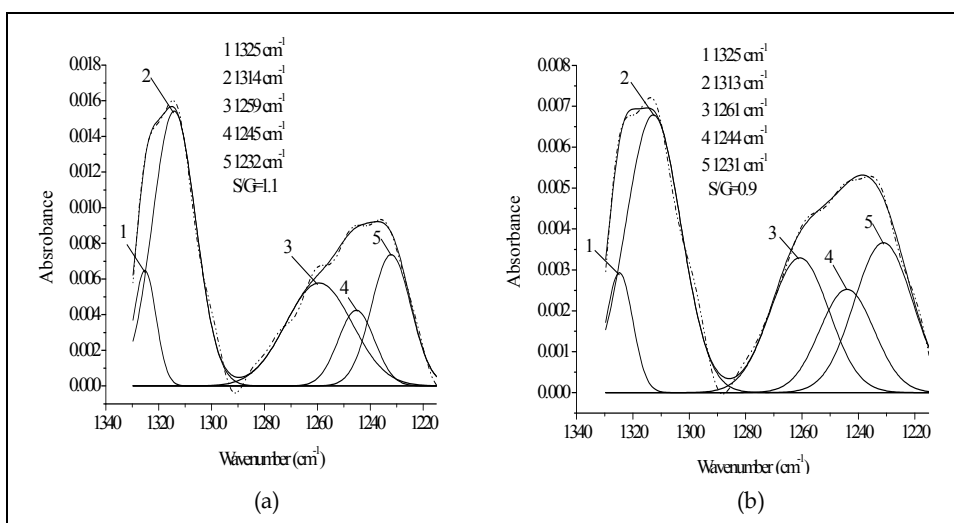 0.018
0.016
0.014
0.012
0.010
0.008
0.006
0.004
0.002
0.000
Absrobance
1 1325 cm-1
2 1314 cm-1
3 1259 cm-1
4 1245 cm-1
5 1232 cm-1
S/G=1.1
1
2
3
4
5
1340 1320 1300 1280 1260 1240 1220
Wavenumber (cm-1)
(a)
0.008
0.007
0.006
0.005
0.004
0.003
0.002
0.001
0.000
Absorbance
1 1325 cm-1
2 1313 cm-1
3 1261 cm-1
4 1244 cm-1
5 1231 cm-1
S/G=0.9
1
2
3
4
5
1340 1320 1300 1280 1260 1240 1220
Wavenumber (cm-1)
(b)